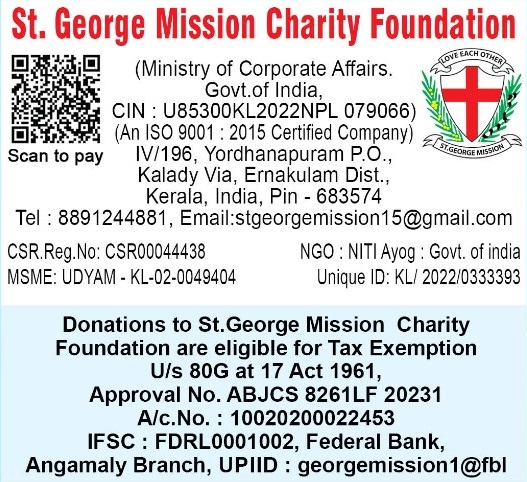 St. George Mission Charity Foundation
(Ministry of Corporate Affairs.
Govt.of India,
CIN : U85300KL2022NPL 079066)
(An ISO 9001 : 2015 Certified Company)
IV/196, Yordhanapuram P.O.,
Kalady Via, Ernakulam Dist.,
Kerala, India, Pin - 683574
Scan to pay
LOVE EACH OTHER
ST.GEORGE MISSION
Tel : 8891244881, Email:stgeorgemission15@gmail.com
CSR.Reg.No: CSR00044438 NGO : NITI Ayog : Govt. of india
MSME: UDYAM - KL-02-0049404 Unique ID: KL/ 2022/0333393
Donations to St.George Mission Charity
Foundation are eligible for Tax Exemption
U/s 80G at 17 Act 1961,
Approval No. ABJCS 8261LF 20231
A/c.No. : 10020200022453
IFSC : FDRL0001002, Federal Bank,
Angamaly Branch, UPIID : georgemission1@fbl